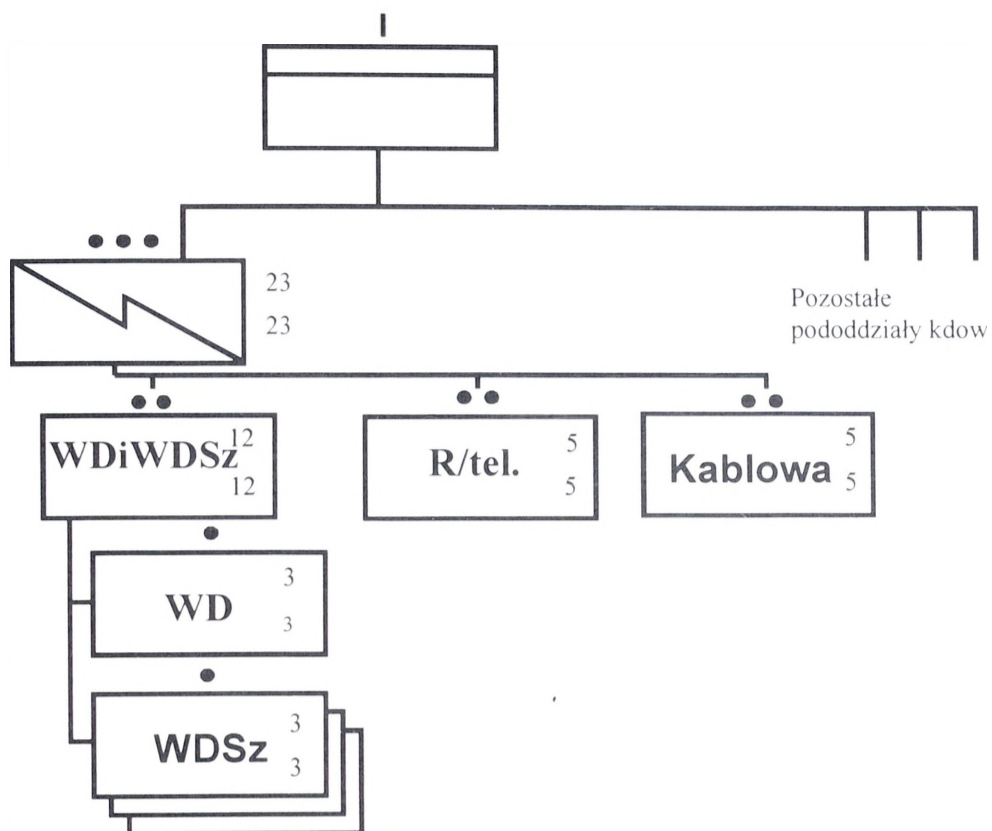 23
23
Pozostałe
pododdziały kdow
WDiWDSz 12
12
R/tel. 5
5
Kablowa 5
5
WD 3
3
WDSz 3
3